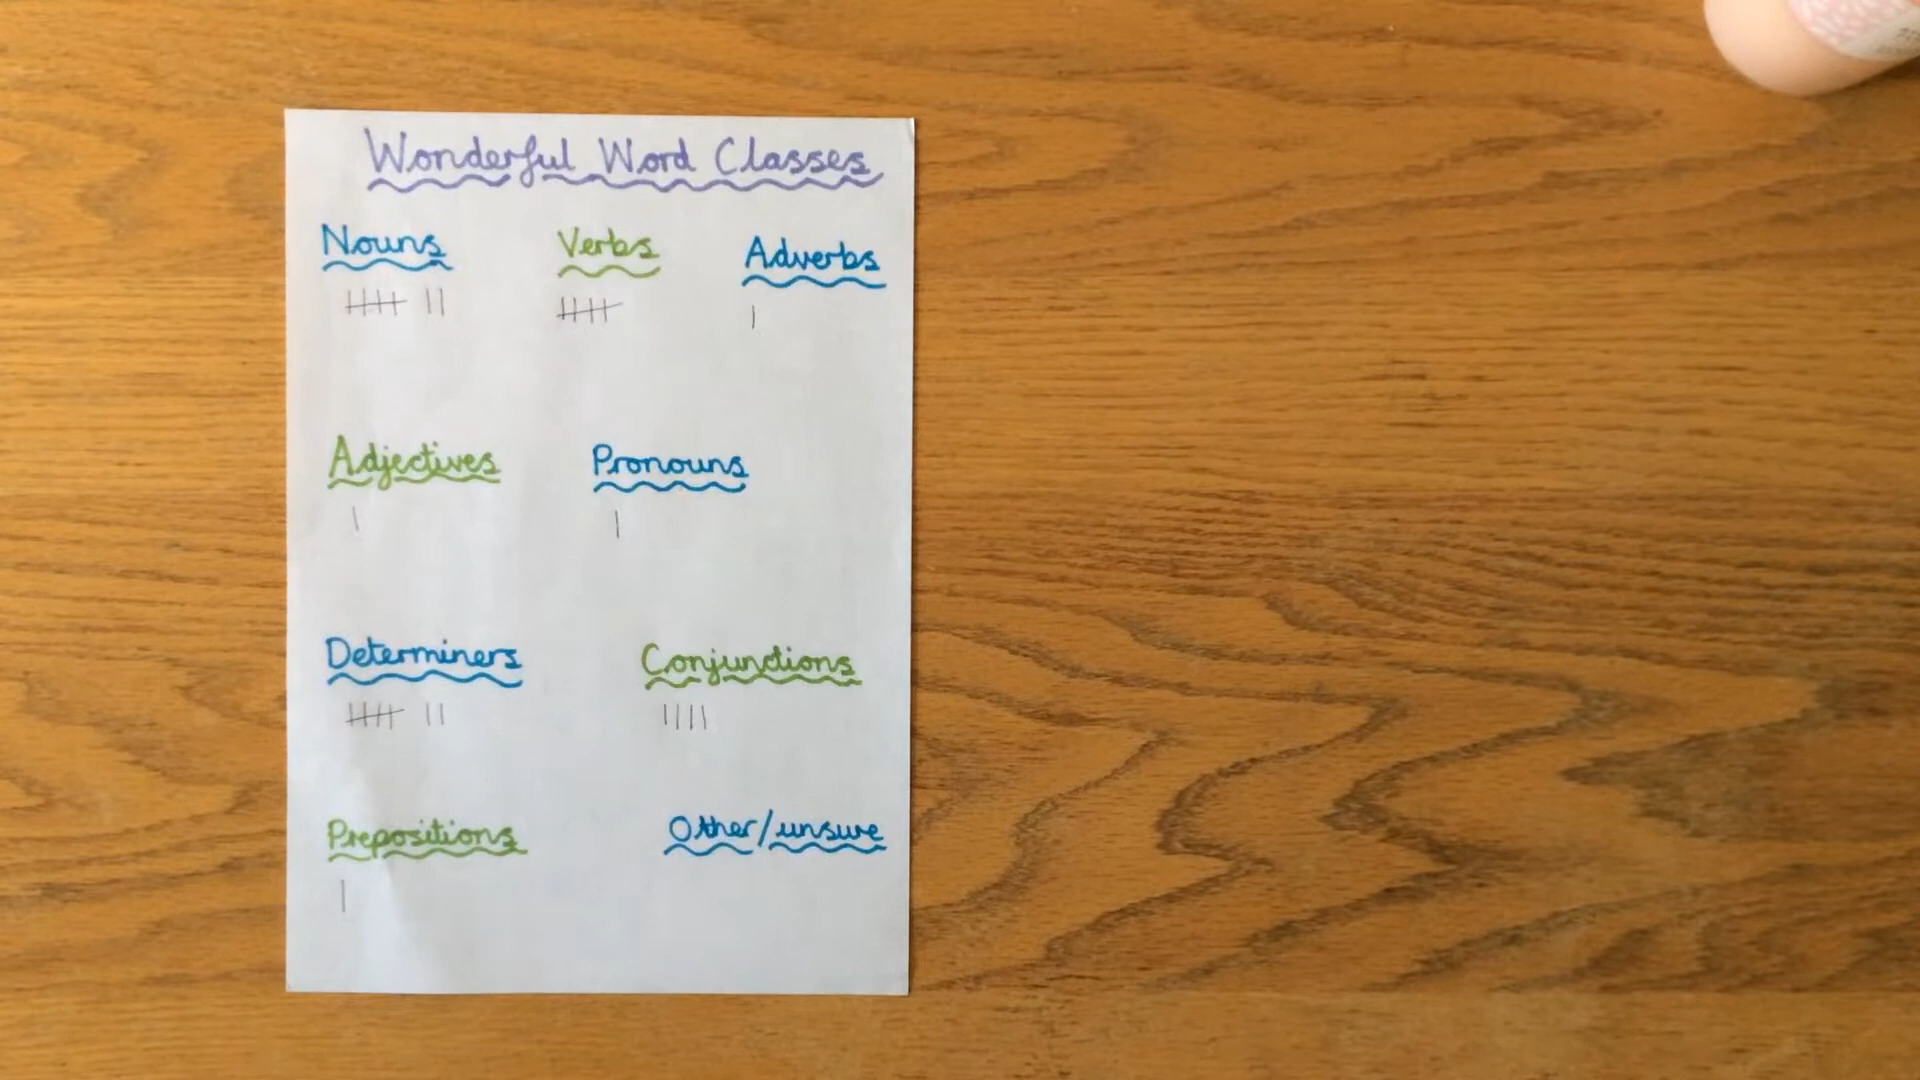 Wonderful Word Classes
Nouns Verbs Adverbs
Adjectives Pronouns
Determiners Conjunctions
Prepositions Other/unsure